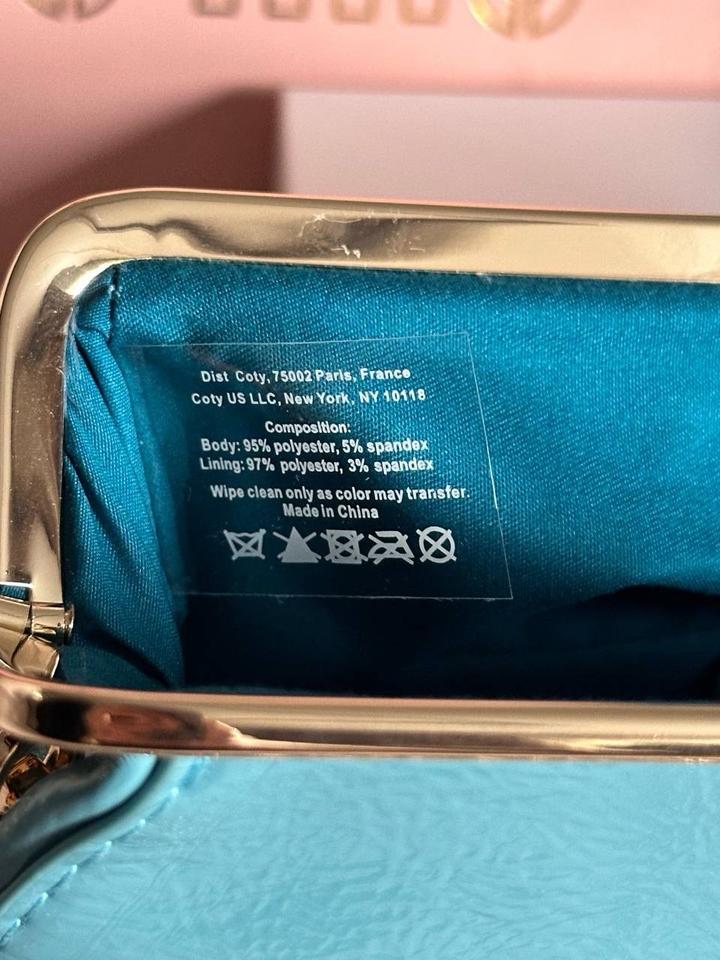 Dist Coty, 75002 Paris, France
Coty US LLC, New York, NY 10118
Composition:
Body: 95% polyester, 5% spandex
Lining: 97% polyester, 3% spandex
Wipe clean only as color may transfer.
Made in China